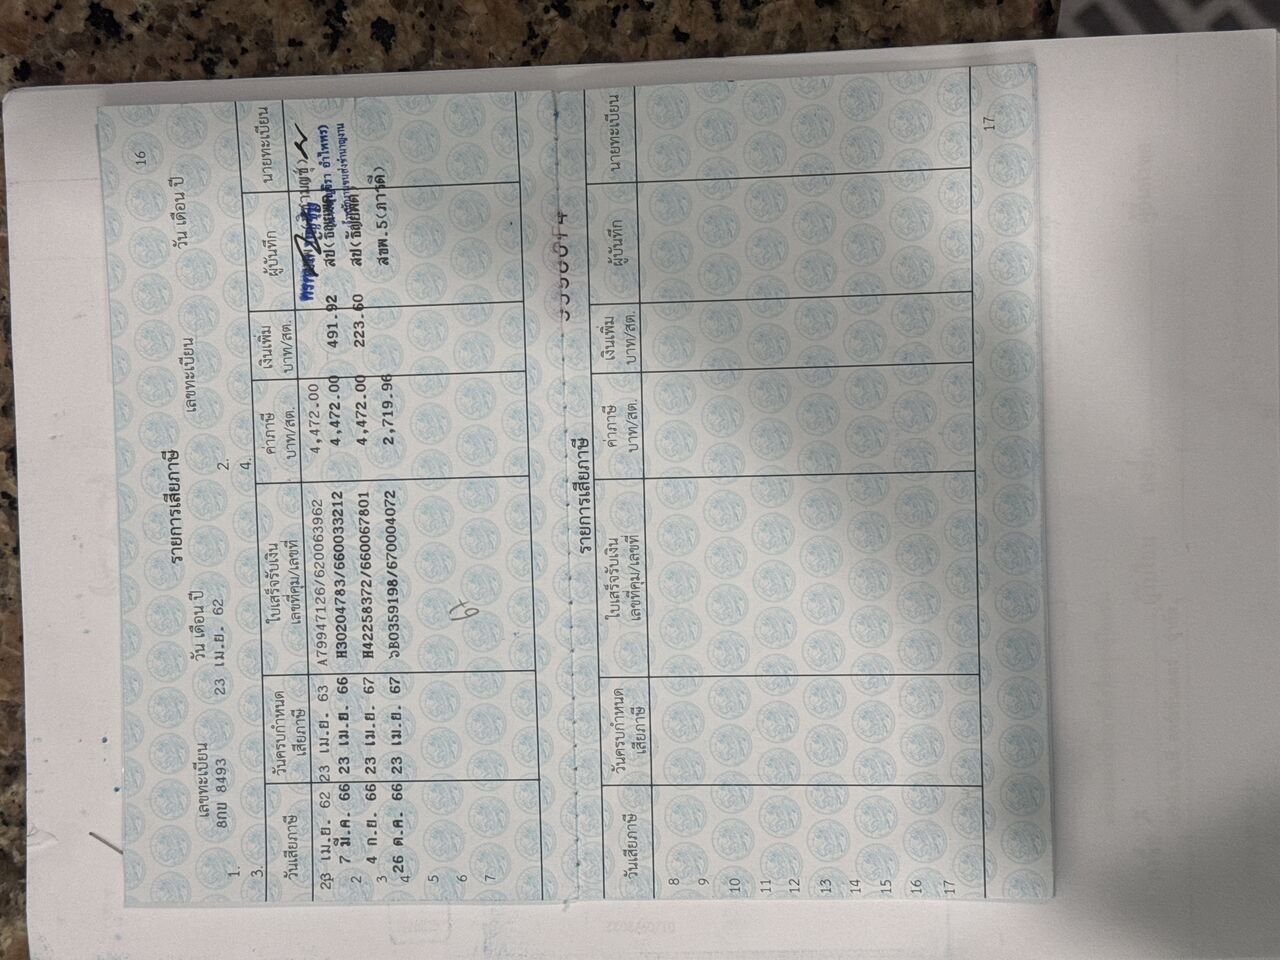 16
รายการเสียภาษี
เลขทะเบียน วัน เดือน ปี เลขทะเบียน วัน เดือน ปี
1. 8กบ 8493 23 เม.ย. 62 2.
3. 4.
วันเสียภาษี วันครบกำหนดเสียภาษี ใบเสร็จรับเงิน เลขที่คุม/เลขที่ ค่าภาษี บาท/สต. เงินเพิ่ม บาท/สต. ผู้บันทึก นายทะเบียน
23 เม.ย. 62 23 เม.ย. 63 A79947126/620063962 4,472.00
2 7 มี.ค. 66 23 เม.ย. 66 H30204783/660033212 4,472.00 491.92
3 4 ก.ย. 66 23 เม.ย. 67 H42258372/660067801 4,472.00 223.60
4 26 ต.ค. 66 23 เม.ย. 67 ากB0359198/670004072 2,719.96 สขพ.5(ภารดี)
5
6
7
รายการเสียภาษี
วันเสียภาษี วันครบกำหนดเสียภาษี ใบเสร็จรับเงิน เลขที่คุม/เลขที่ ค่าภาษี บาท/สต. เงินเพิ่ม บาท/สต. ผู้บันทึก นายทะเบียน
8
9
10
11
12
13
14
15
16
17
17